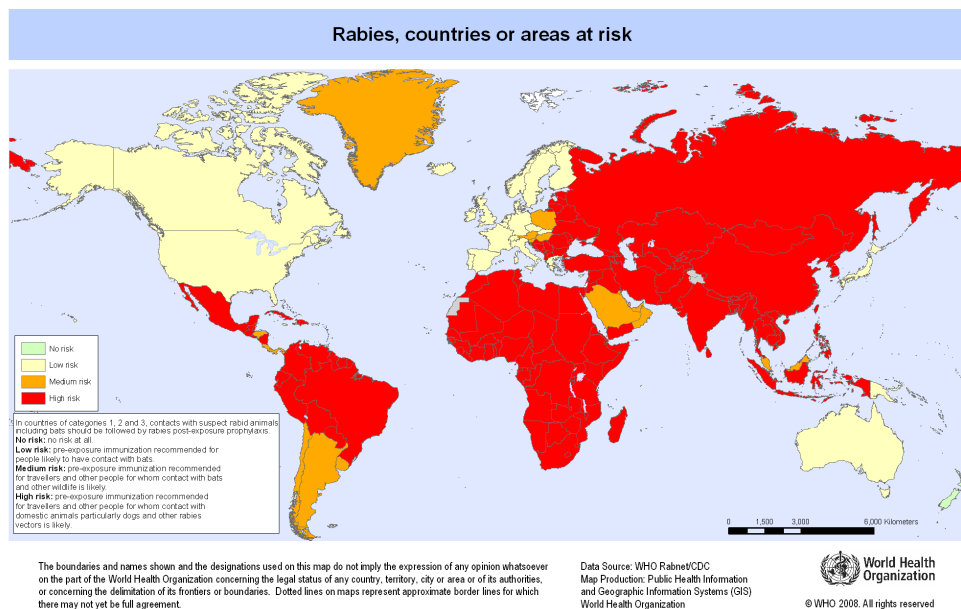 Rabies, countries or areas at risk
No risk
Low risk
Medium risk
High risk
In countries of categories 1, 2 and 3, contacts with suspect rabid animals
including bats should be followed by rabies post-exposure prophylaxis.
No risk: no risk at all.
Low risk: pre-exposure immunization recommended for
people likely to have contact with bats.
Medium risk: pre-exposure immunization recommended
for travellers and other people for whom contact with bats
and other wildlife is likely.
High risk: pre-exposure immunization recommended
for travellers and other people for whom contact with
domestic animals particularly dogs and other rabies
vectors is likely.
0 1,500 3,000 6,000 Kilometers
The boundaries and names shown and the designations used on this map do not imply the expression of any opinion whatsoever
on the part of the World Health Organization concerning the legal status of any country, territory, city or area or of its authorities,
or concerning the delimitation of its frontiers or boundaries. Dotted lines on maps represent approximate border lines for which
there may not yet be full agreement.
Data Source: WHO Rabnet/CDC
Map Production: Public Health Information
and Geographic Information Systems (GIS)
World Health Organization
World Health
Organization
© WHO 2008. All rights reserved